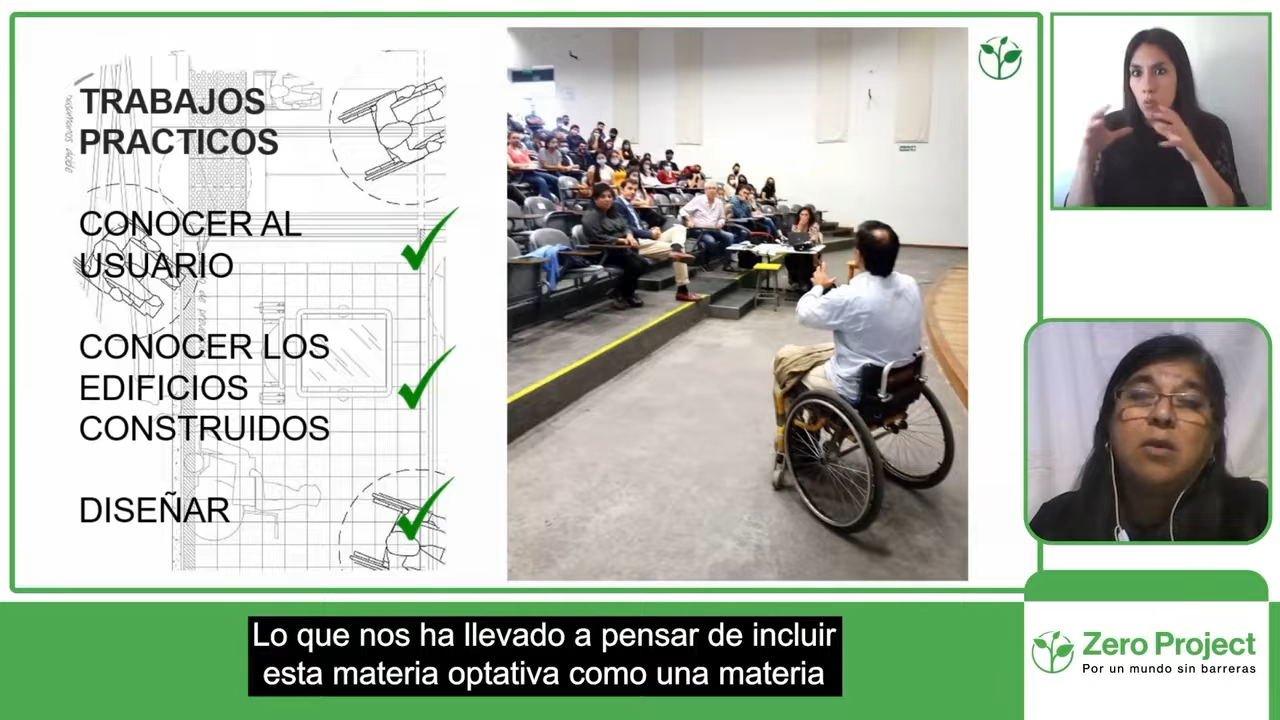 TRABAJOS
PRACTICOS
CONOCER AL
USUARIO
CONOCER LOS
EDIFICIOS
CONSTRUIDOS
DISEÑAR
Lo que nos ha llevado a pensar de incluir
esta materia optativa como una materia
Zero Project
Por un mundo sin barreras